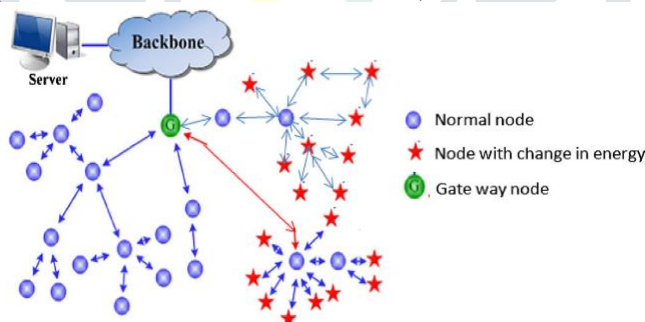 Backbone
Server
G
Normal node
Node with change in energy
G
Gate way node